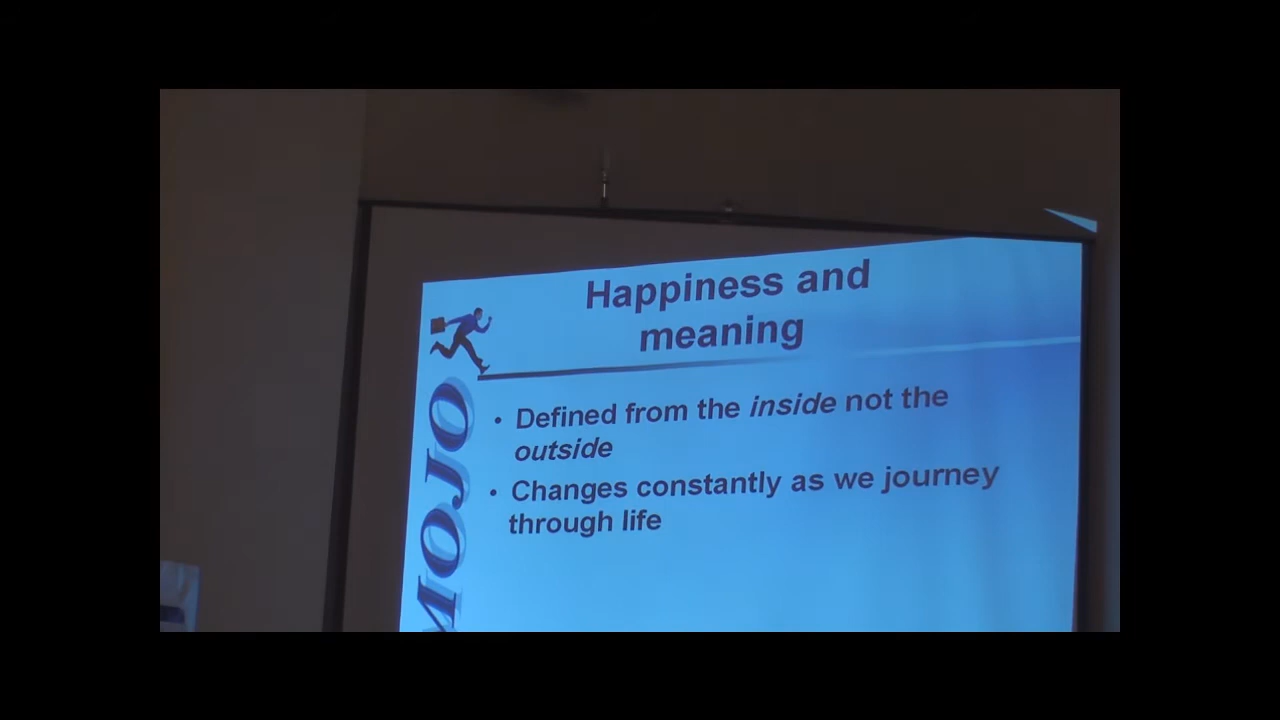 Happiness and
meaning
MOJO
• Defined from the inside not the
outside
• Changes constantly as we journey
through life